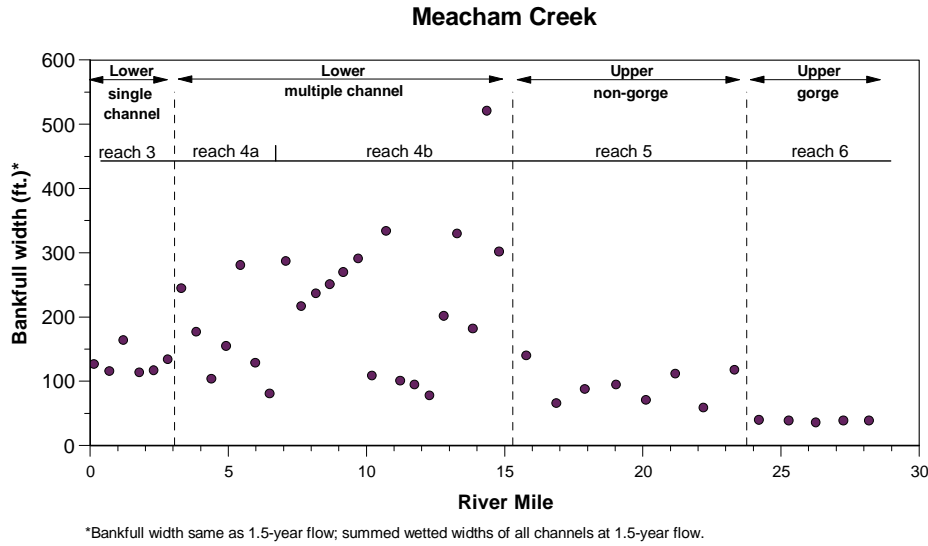 Meacham Creek
600
500
400
300
200
100
0
Bankfull width (ft.)*
Lower
single
channel
Lower
multiple channel
Upper
non-gorge
Upper
gorge
reach 3
reach 4a
reach 4b
reach 5
reach 6
0 5 10 15 20 25 30
River Mile
*Bankfull width same as 1.5-year flow; summed wetted widths of all channels at 1.5-year flow.